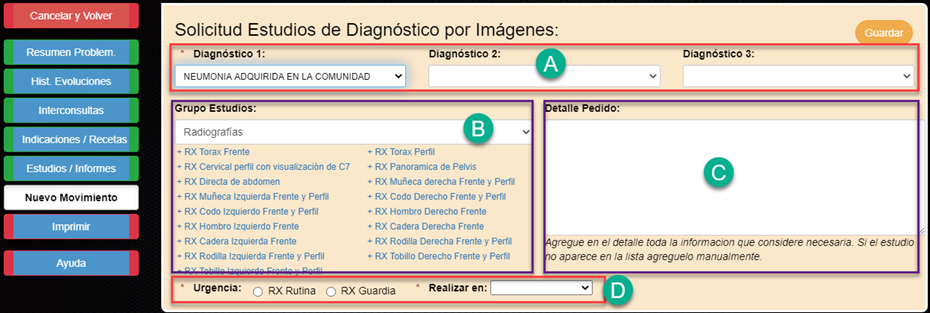 Cancelar y Volver
Resumen Problem.
Hist. Evoluciones
Interconsultas
Indicaciones / Recetas
Estudios / Informes
Nuevo Movimiento
Imprimir
Ayuda
Solicitud Estudios de Diagnóstico por Imágenes:
Guardar
* Diagnóstico 1: Diagnóstico 2: Diagnóstico 3:
A
NEUMONIA ADQUIRIDA EN LA COMUNIDAD
Grupo Estudios:
Radiografías
B
+ RX Torax Frente + RX Torax Perfil
+ RX Cervical perfil con visualizaciòn de C7 + RX Panoramica de Pelvis
+ RX Directa de abdomen + RX Muñeca derecha Frente y Perfil
+ RX Muñeca Izquierda Frente y Perfil + RX Codo Derecho Frente y Perfil
+ RX Codo Izquierdo Frente y Perfil + RX Hombro Derecho Frente
+ RX Hombro Izquierdo Frente + RX Cadera Derecha Frente
+ RX Cadera Izquierda Frente + RX Rodilla Derecha Frente y Perfil
+ RX Rodilla Izquierda Frente y Perfil + RX Tobillo Derecho Frente y Perfil
+ RX Tobillo Izquierdo Frente y Perfil
Detalle Pedido:
C
Agregue en el detalle toda la informacion que considere necesaria. Si el estudio
no aparece en la lista agreguelo manualmente.
* Urgencia: RX Rutina RX Guardia * Realizar en:
D